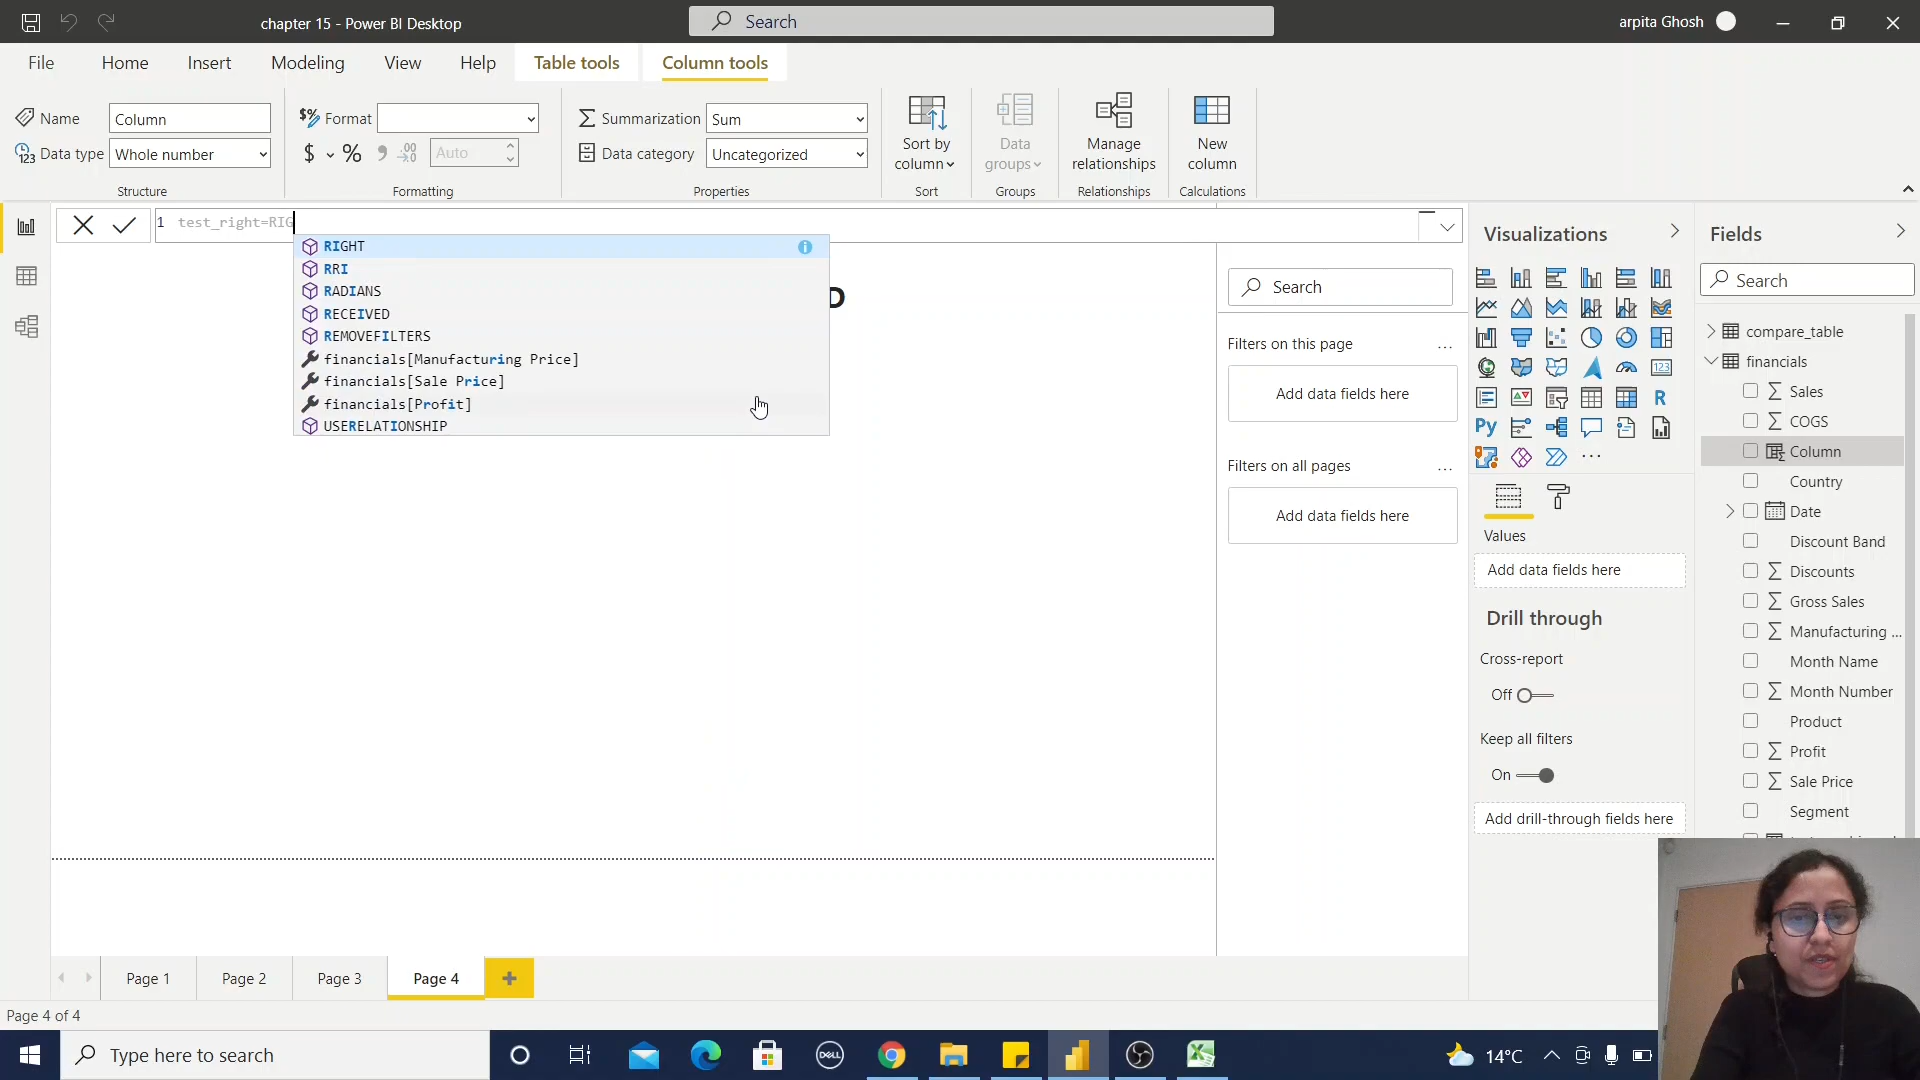 chapter 15 - Power BI Desktop
Search
arpita Ghosh
File
Home
Insert
Modeling
View
Help
Table tools
Column tools
Name
Column
Data type
Whole number
Structure
Format
$ % 9 .00
Auto
Formatting
Summarization
Sum
Data category
Uncategorized
Properties
Sort by
column
Sort
Data
groups
Groups
Manage
relationships
Relationships
New
column
Calculations
1 test_right=RIG
RIGHT
RRI
RADIANS
RECEIVED
REMOVEFILTERS
financials[Manufacturing Price]
financials[Sale Price]
financials[Profit]
USERELATIONSHIP
D
Search
Filters on this page
Add data fields here
Filters on all pages
Add data fields here
Visualizations
Values
Add data fields here
Drill through
Cross-report
Off
Keep all filters
On
Add drill-through fields here
Fields
Search
compare_table
financials
Sales
COGS
Column
Country
Date
Discount Band
Discounts
Gross Sales
Manufacturing ...
Month Name
Month Number
Product
Profit
Sale Price
Segment
Page 1
Page 2
Page 3
Page 4
Page 4 of 4
Type here to search
DELL
14°C